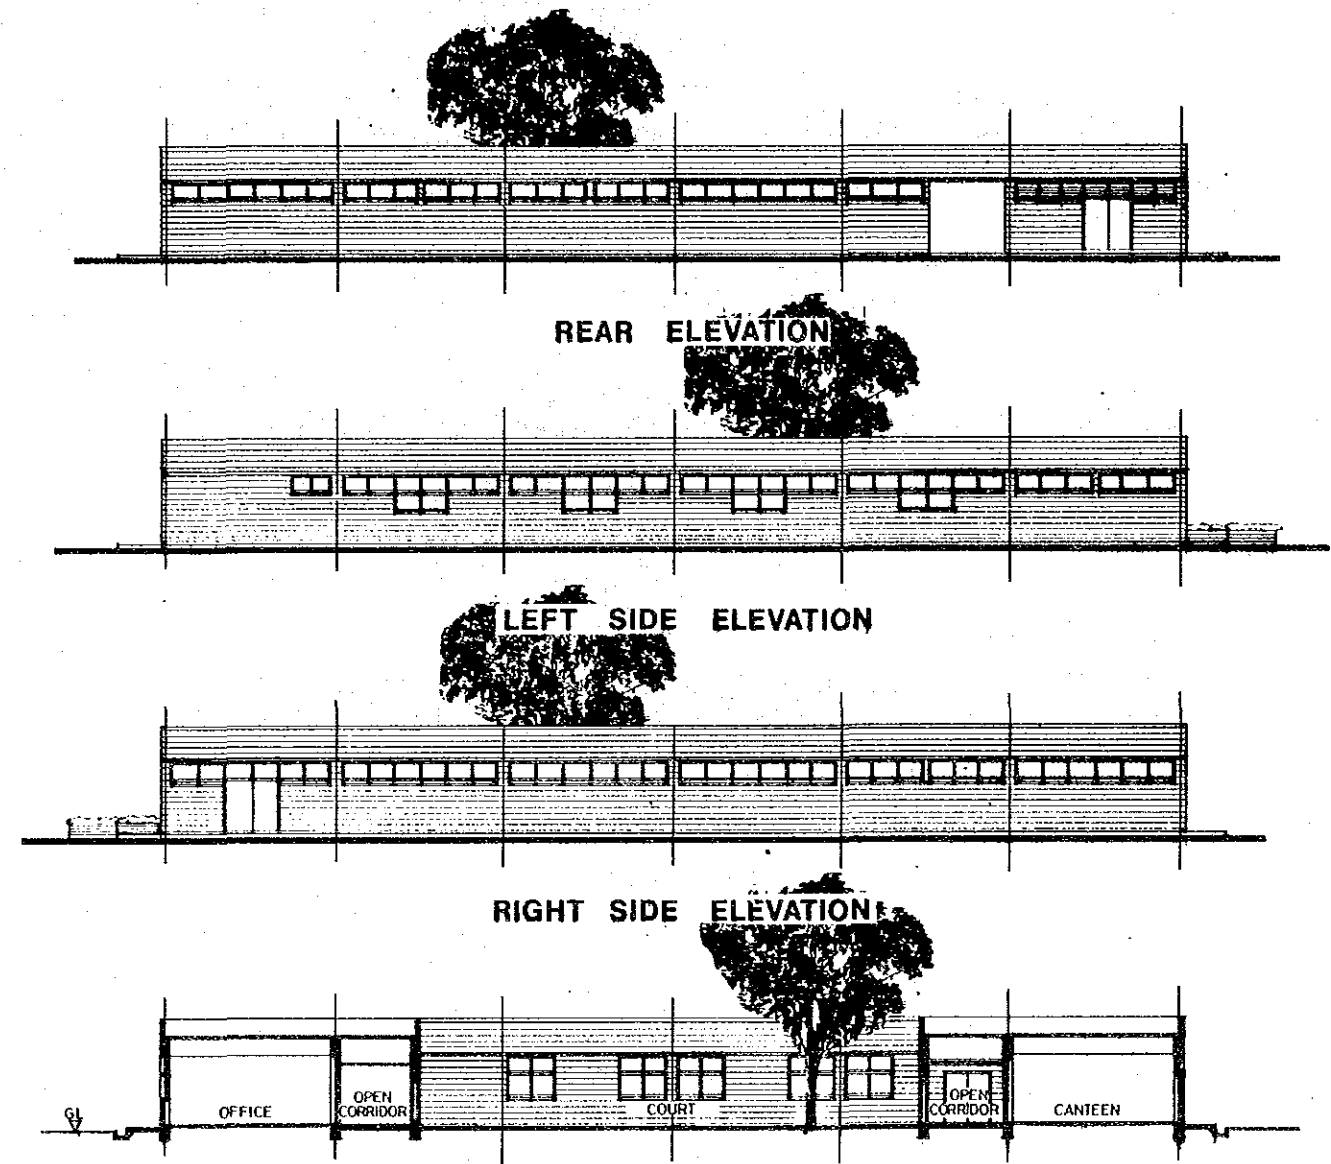 REAR ELEVATION
LEFT SIDE ELEVATION
RIGHT SIDE ELEVATION
GL
OFFICE
OPEN
CORRIDOR
COURT
OPEN
CORRIDOR
CANTEEN